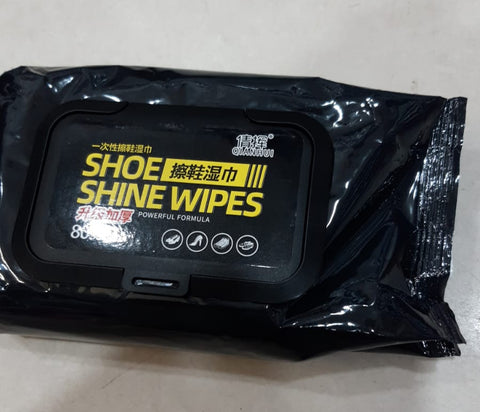 倩挥®
QIANHUI
一次性擦鞋湿巾
SHOE 擦鞋湿巾
SHINE WIPES
升级加厚 POWERFUL FORMULA